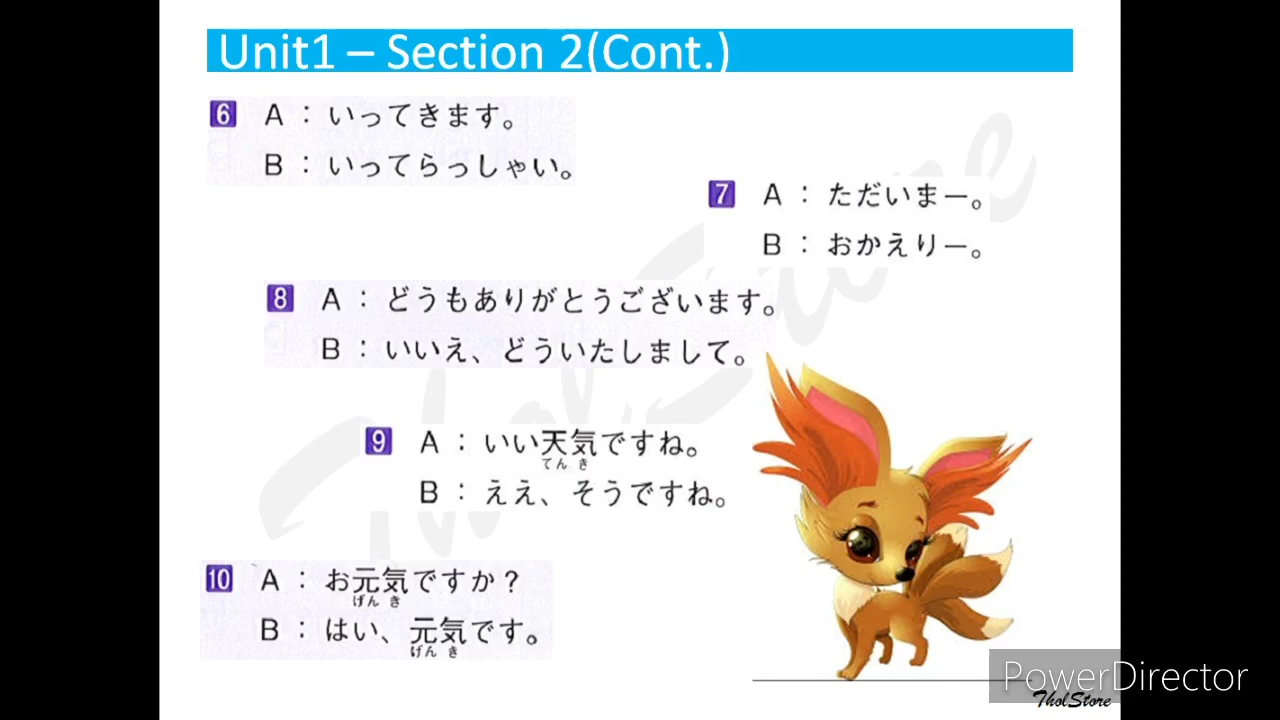 Unit1 – Section 2(Cont.)
6 A：いってきます。
B：いってらっしゃい。
7 A：ただいまー。
B：おかえりー。
8 A：どうもありがとうございます。
B：いいえ、どういたしまして。
9 A：いい天気ですね。
てんき
B：ええ、そうですね。
10 A：お元気ですか？
げんき
B：はい、元気です。
げんき
PowerDirector
TholStore
TholStore